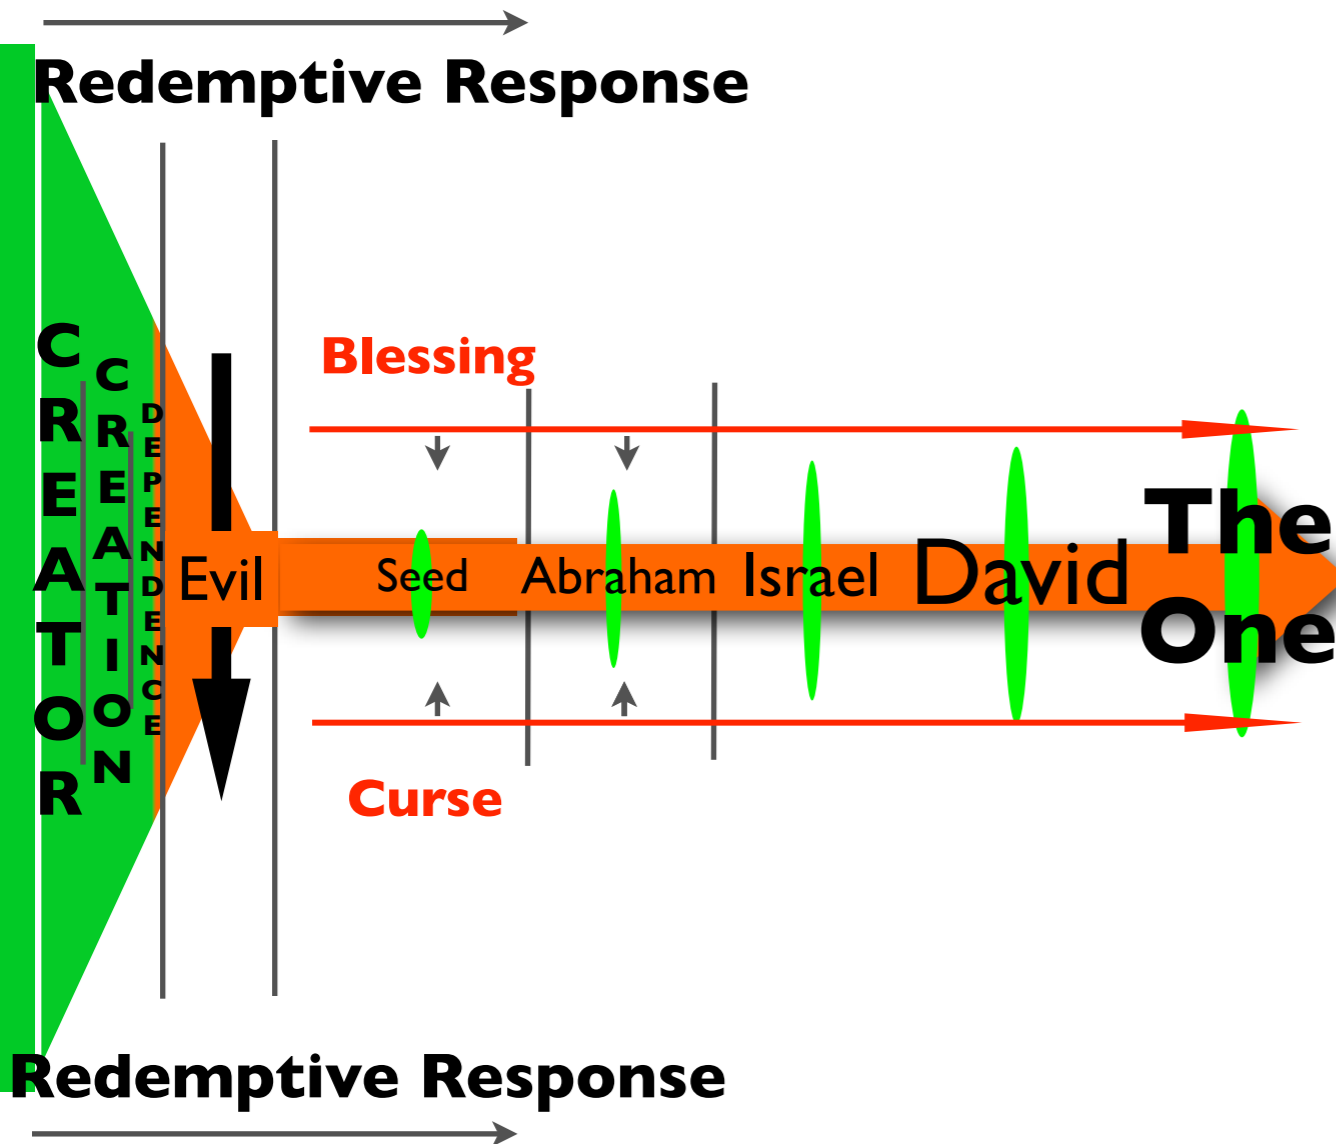 Redemptive Response
CREATOR
CREATION
DEPENDENCE
Blessing
Evil
Seed
Abraham
Israel
David
The
One
Curse
Redemptive Response